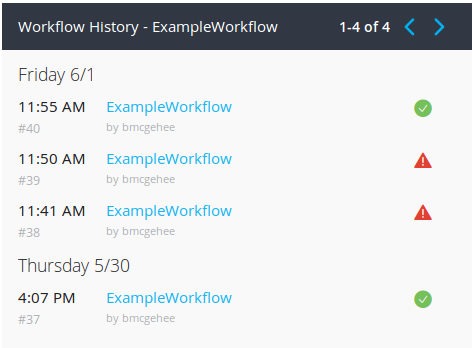 Workflow History - ExampleWorkflow 1-4 of 4
Friday 6/1
11:55 AM ExampleWorkflow
#40 by bmcgehee
11:50 AM ExampleWorkflow
#39 by bmcgehee
11:41 AM ExampleWorkflow
#38 by bmcgehee
Thursday 5/30
4:07 PM ExampleWorkflow
#37 by bmcgehee